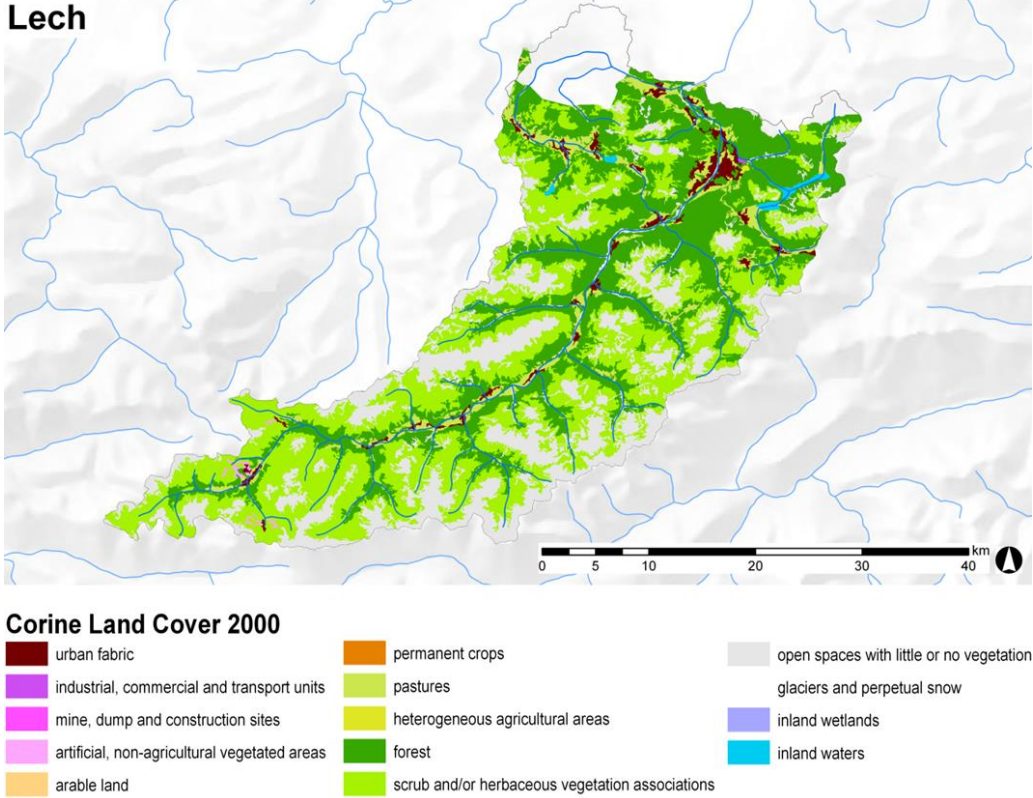 Lech
km
0 5 10 20 30 40
Corine Land Cover 2000
urban fabric
industrial, commercial and transport units
mine, dump and construction sites
artificial, non-agricultural vegetated areas
arable land
permanent crops
pastures
heterogeneous agricultural areas
forest
scrub and/or herbaceous vegetation associations
open spaces with little or no vegetation
glaciers and perpetual snow
inland wetlands
inland waters